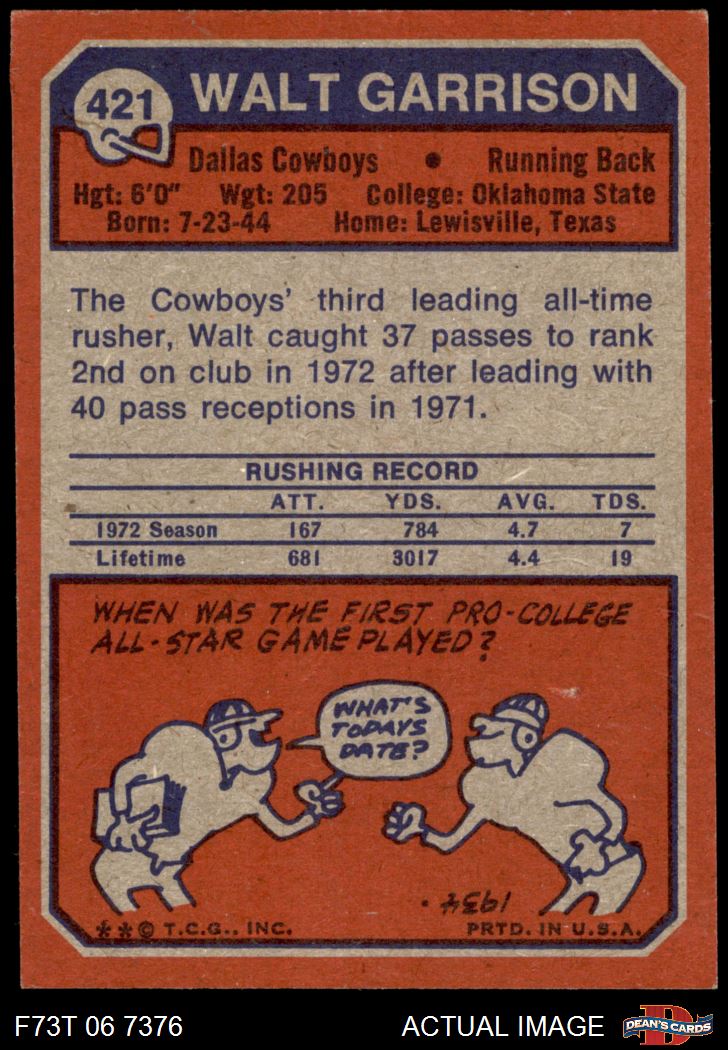 421
WALT GARRISON
Dallas Cowboys • Running Back
Hgt: 6'0" Wgt: 205 College: Oklahoma State
Born: 7-23-44 Home: Lewisville, Texas
The Cowboys' third leading all-time
rusher, Walt caught 37 passes to rank
2nd on club in 1972 after leading with
40 pass receptions in 1971.
RUSHING RECORD
ATT. YDS. AVG. TDS.
1972 Season 167 784 4.7 7
Lifetime 681 3017 4.4 19
WHEN WAS THE FIRST PRO-COLLEGE
ALL-STAR GAME PLAYED?
WHAT'S
TODAYS
DATE?
1934.
**© T.C.G., INC. PRTD. IN U.S.A.
F73T 06 7376 ACTUAL IMAGE
D
DEAN'S CARDS